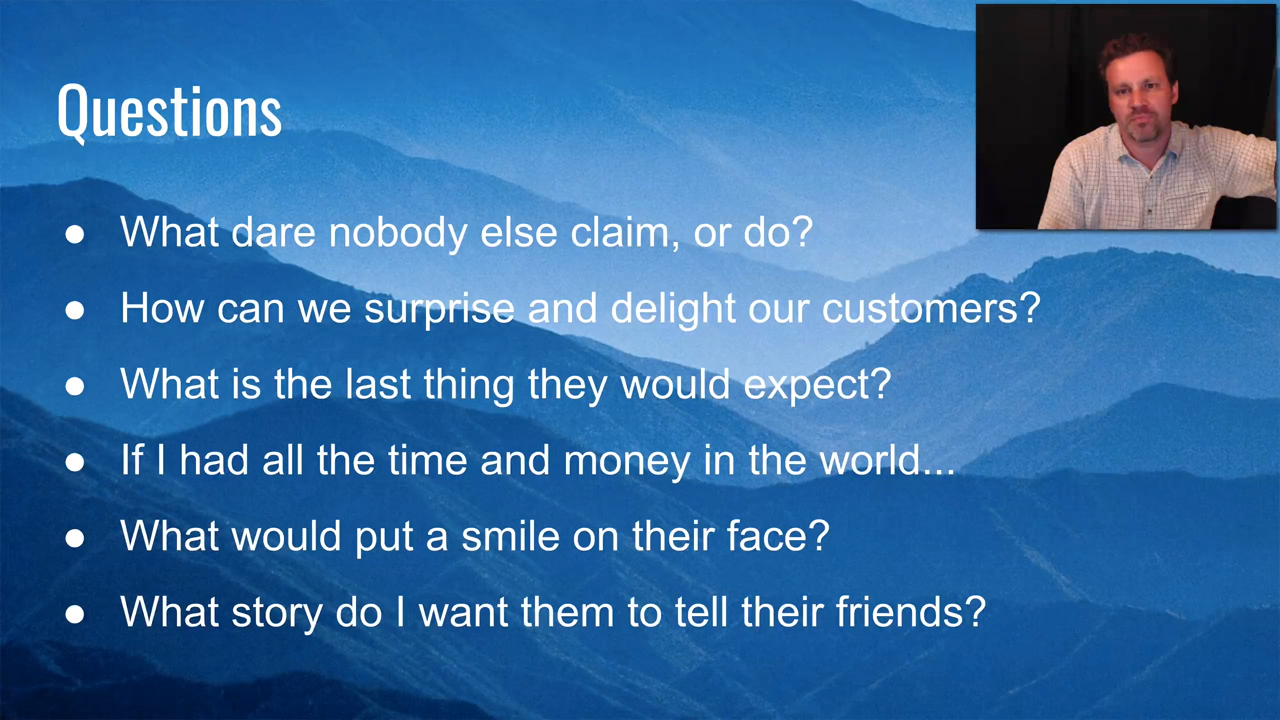 Questions
● What dare nobody else claim, or do?
● How can we surprise and delight our customers?
● What is the last thing they would expect?
● If I had all the time and money in the world...
● What would put a smile on their face?
● What story do I want them to tell their friends?